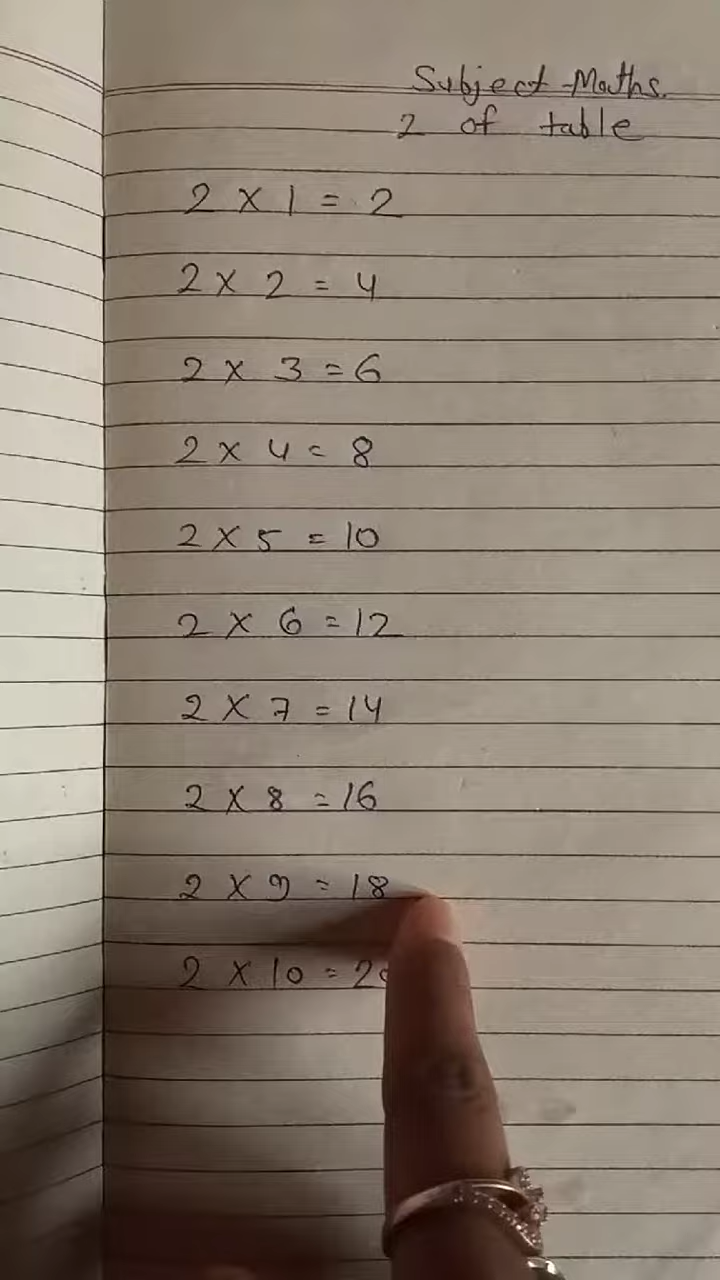 Subject-Maths.
2 of table
2 X 1 = 2
2 X 2 = 4
2 X 3 = 6
2 X 4 = 8
2 X 5 = 10
2 X 6 = 12
2 X 7 = 14
2 X 8 = 16
2 X 9 = 18
2 X 10 = 20